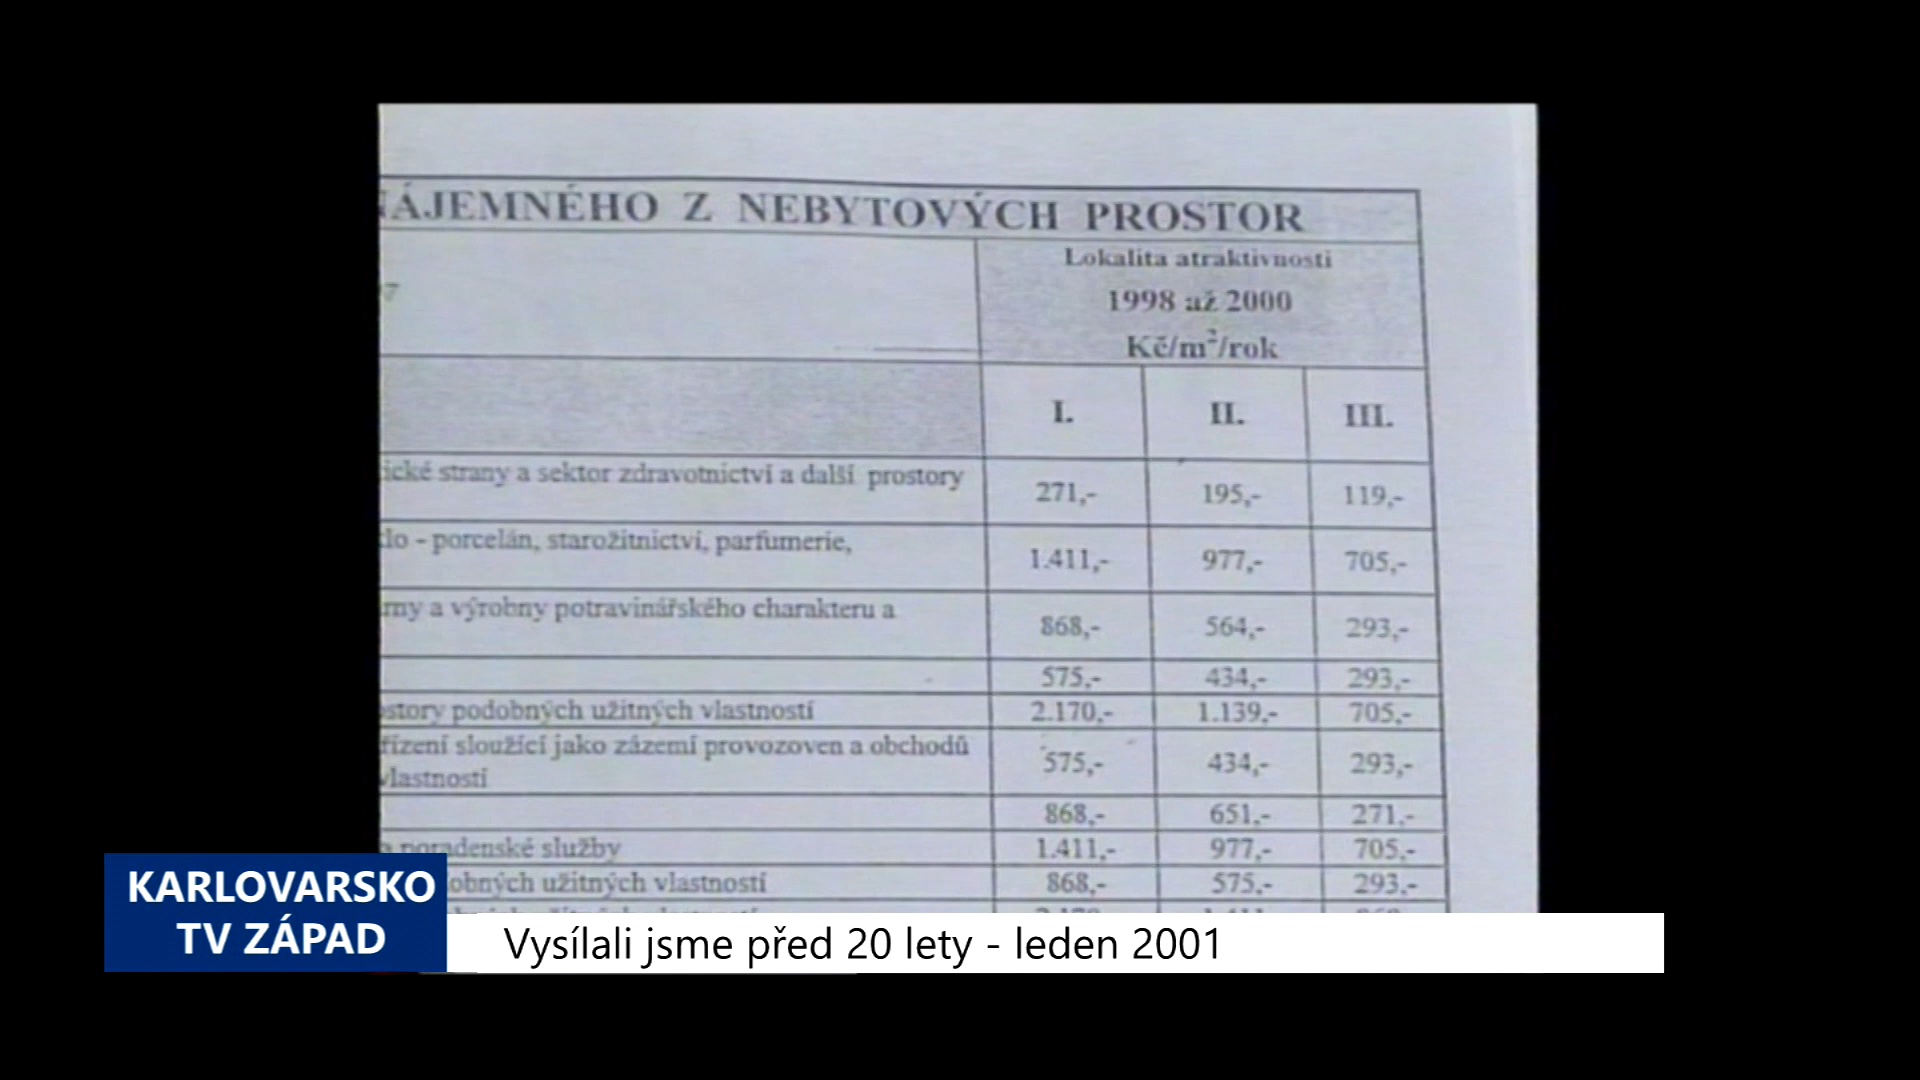 NÁJEMNÉHO Z NEBYTOVÝCH PROSTOR
Lokalita atraktivnosti
1998 až 2000
Kč/m²/rok
I. II. III.
ické strany a sektor zdravotnictví a další prostory 271,- 195,- 119,-
lo - porcelán, starožitnictví, parfumerie, 1.411,- 977,- 705,-
rny a výrobny potravinářského charakteru a 868,- 564,- 293,-
575,- 434,- 293,-
story podobných užitných vlastností 2.170,- 1.139,- 705,-
řízení sloužící jako zázemí provozoven a obchodů
vlastností 575,- 434,- 293,-
868,- 651,- 271,-
poradenské služby 1.411,- 977,- 705,-
obných užitných vlastností 868,- 575,- 293,-
KARLOVARSKO
TV ZÁPAD
Vysílali jsme před 20 lety - leden 2001